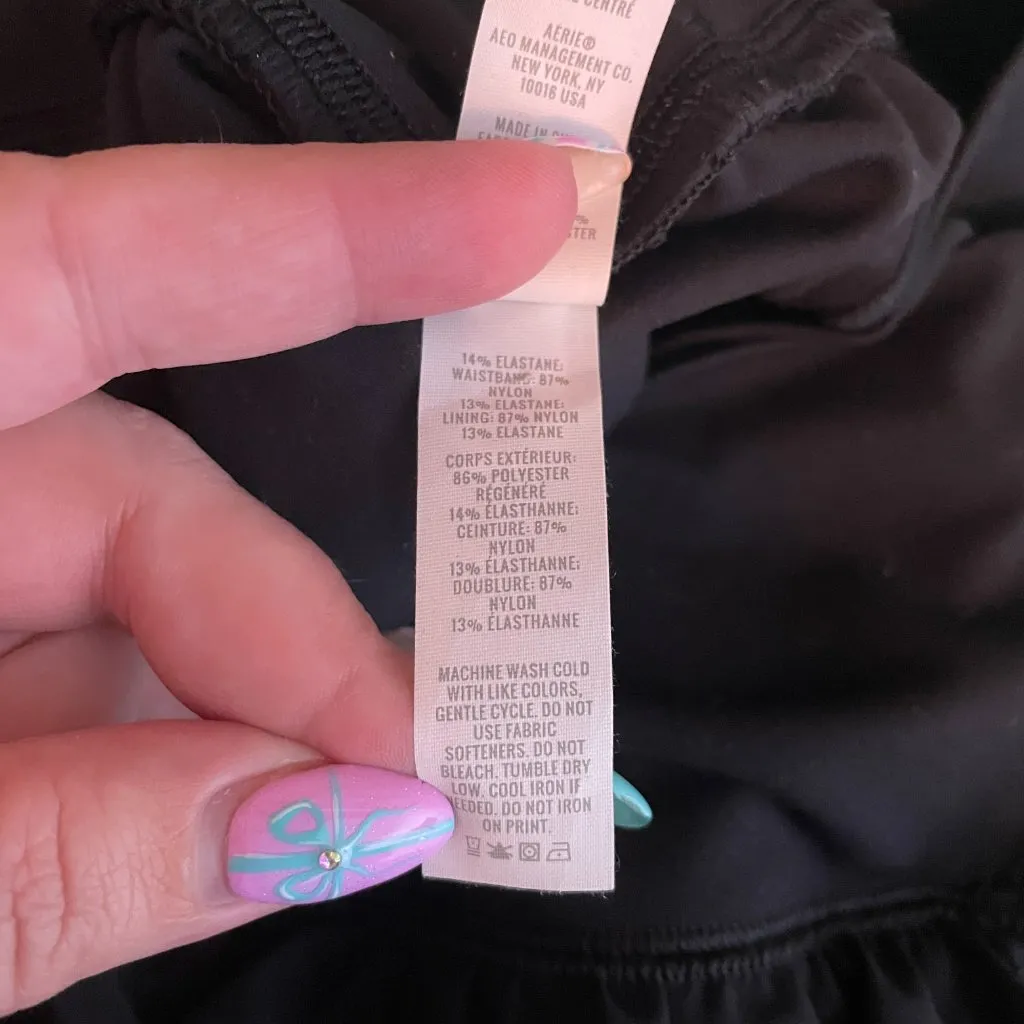 CENTRÉ
AÉRIE®
AEO MANAGEMENT CO.
NEW YORK, NY
10016 USA
MADE IN
%
14% ELASTANE;
WAISTBAND: 87%
NYLON
13% ELASTANE;
LINING: 87% NYLON
13% ELASTANE
CORPS EXTÉRIEUR:
86% POLYESTER
RÉGÉNÉRÉ
14% ÉLASTHANNE;
CEINTURE: 87%
NYLON
13% ÉLASTHANNE;
DOUBLURE: 87%
NYLON
13% ÉLASTHANNE
MACHINE WASH COLD
WITH LIKE COLORS,
GENTLE CYCLE. DO NOT
USE FABRIC
SOFTENERS. DO NOT
BLEACH. TUMBLE DRY
LOW. COOL IRON IF
NEEDED. DO NOT IRON
ON PRINT.